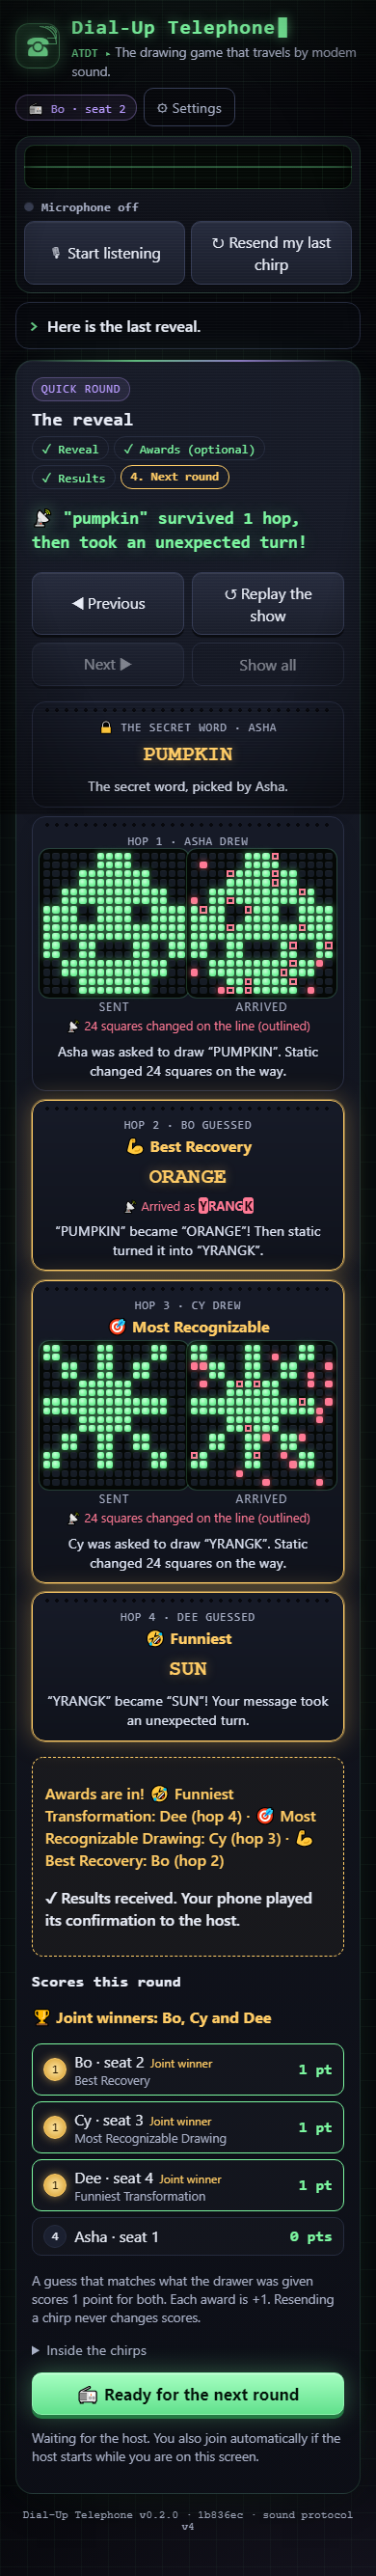 Dial-Up Telephone
ATDT ▸ The drawing game that travels by modem
sound.
📻 Bo · seat 2
⚙ Settings
Microphone off
🎙 Start listening
↻ Resend my last
chirp
› Here is the last reveal.
QUICK ROUND
The reveal
✓ Reveal
✓ Awards (optional)
✓ Results
4. Next round
📡 "pumpkin" survived 1 hop,
then took an unexpected turn!
◀ Previous
↺ Replay the
show
Next ▶
Show all
🔒 THE SECRET WORD · ASHA
PUMPKIN
The secret word, picked by Asha.
HOP 1 · ASHA DREW
SENT
ARRIVED
📡 24 squares changed on the line (outlined)
Asha was asked to draw “PUMPKIN”. Static
changed 24 squares on the way.
HOP 2 · BO GUESSED
💪 Best Recovery
ORANGE
📡 Arrived as YRANGK
“PUMPKIN” became “ORANGE”! Then static
turned it into “YRANGK”.
HOP 3 · CY DREW
🎯 Most Recognizable
SENT
ARRIVED
📡 24 squares changed on the line (outlined)
Cy was asked to draw “YRANGK”. Static
changed 24 squares on the way.
HOP 4 · DEE GUESSED
🤣 Funniest
SUN
“YRANGK” became “SUN”! Your message took
an unexpected turn.
Awards are in! 🤣 Funniest
Transformation: Dee (hop 4) · 🎯 Most
Recognizable Drawing: Cy (hop 3) · 💪
Best Recovery: Bo (hop 2)
✓ Results received. Your phone played
its confirmation to the host.
Scores this round
🏆 Joint winners: Bo, Cy and Dee
1 Bo · seat 2 Joint winner 1 pt
Best Recovery
1 Cy · seat 3 Joint winner 1 pt
Most Recognizable Drawing
1 Dee · seat 4 Joint winner 1 pt
Funniest Transformation
4 Asha · seat 1 0 pts
A guess that matches what the drawer was given
scores 1 point for both. Each award is +1. Resending
a chirp never changes scores.
▶ Inside the chirps
📻 Ready for the next round
Waiting for the host. You also join automatically if the
host starts while you are on this screen.
Dial-Up Telephone v0.2.0 · 1b836ec · sound protocol
v4